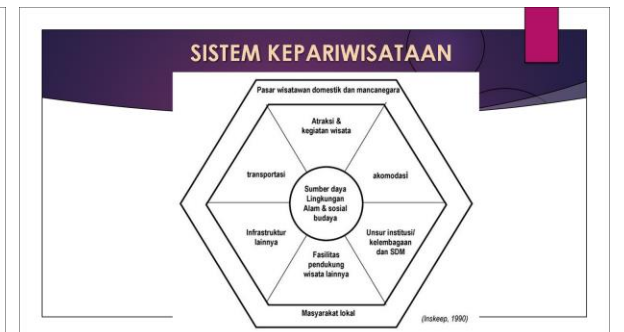 SISTEM KEPARIWISATAAN
Pasar wisatawan domestik dan mancanegara
Atraksi &
kegiatan wisata
transportasi
akomodasi
Sumber daya
Lingkungan
Alam & sosial
budaya
Infrastruktur
lainnya
Unsur institusi/
kelembagaan
dan SDM
Fasilitas
pendukung
wisata lainnya
Masyarakat lokal
(Inskeep, 1990)